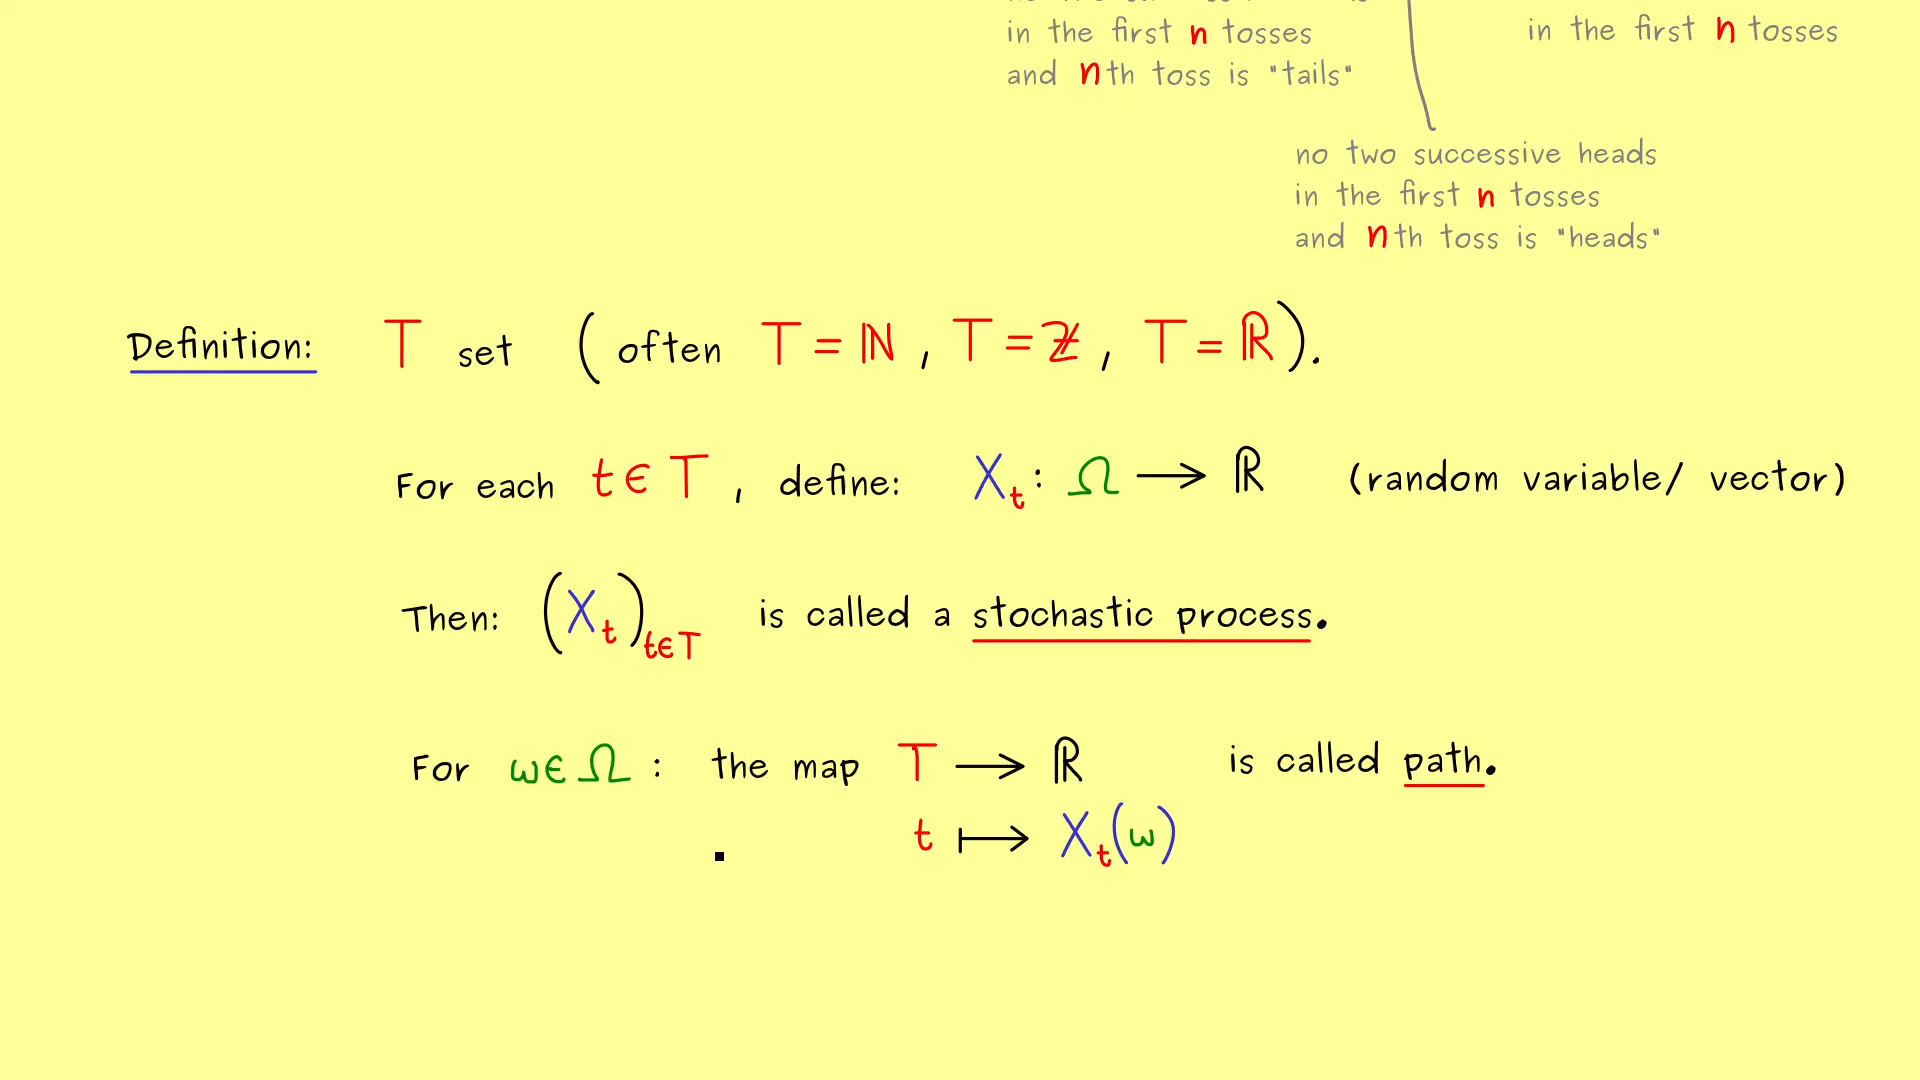 in the first n tosses
and nth toss is "tails"
in the first n tosses
no two successive heads
in the first n tosses
and nth toss is "heads"
Definition: T set (often T = ℕ, T = ℤ, T = ℝ).
For each t∈T, define: X_t : Ω → ℝ (random variable/ vector)
Then: (X_t)_{t∈T} is called a stochastic process.
For ω∈Ω : the map T → ℝ is called path.
t ↦ X_t(ω)